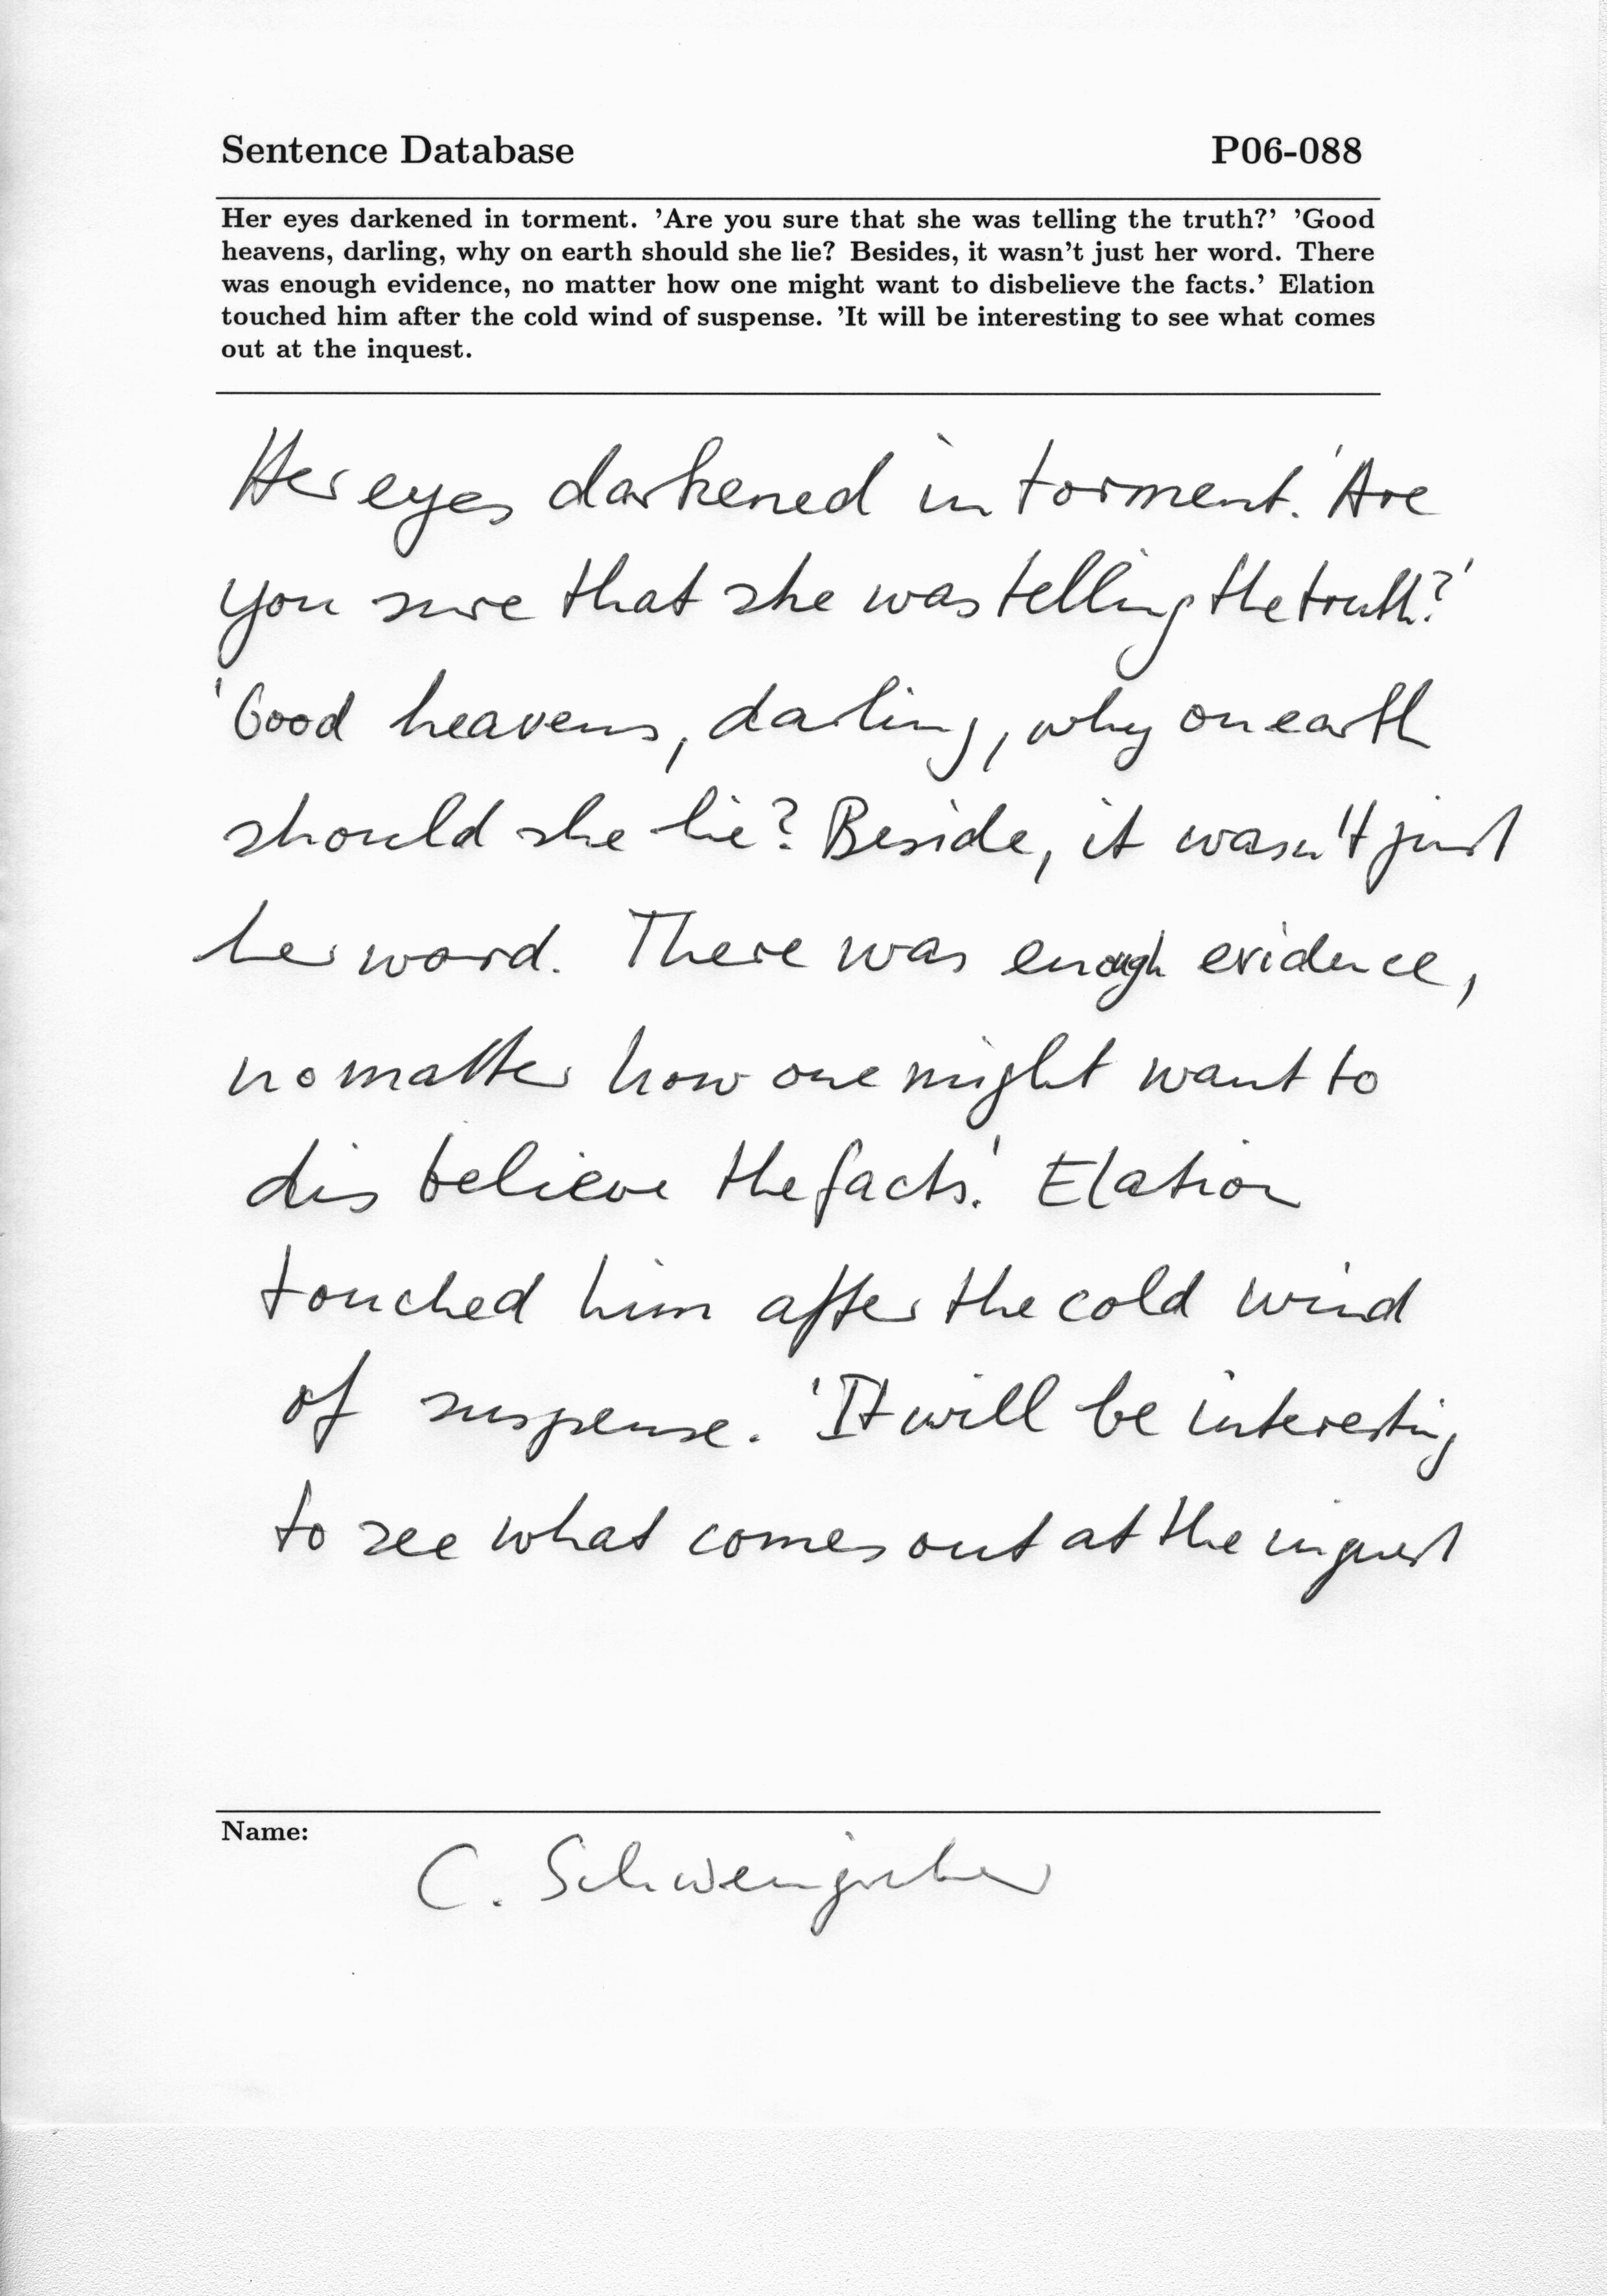 Sentence Database P06-088
Her eyes darkened in torment. 'Are you sure that she was telling the truth?' 'Good
heavens, darling, why on earth should she lie? Besides, it wasn't just her word. There
was enough evidence, no matter how one might want to disbelieve the facts.' Elation
touched him after the cold wind of suspense. 'It will be interesting to see what comes
out at the inquest.
Her eyes darkened in torment. 'Are
you sure that she was telling the truth?'
'Good heavens, darling, why on earth
should she lie? Beside, it wasn't just
her word. There was enough evidence,
no matter how one might want to
dis believe the facts.' Elation
touched him after the cold wind
of suspense. 'It will be interesting
to see what comes out at the inquest
Name:
C.